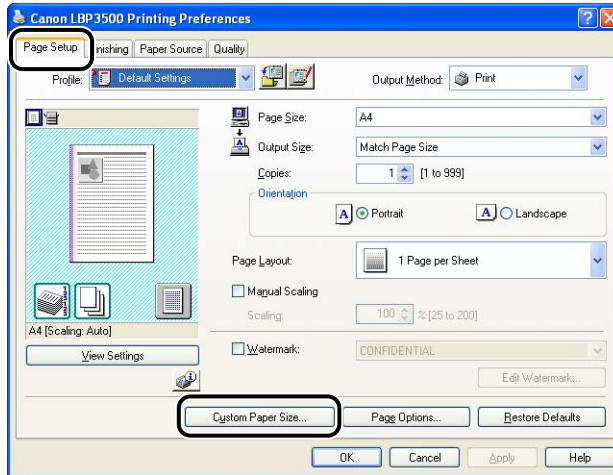 Canon LBP3500 Printing Preferences
Page Setup Finishing Paper Source Quality
Profile: Default Settings Output Method: Print
Page Size: A4
Output Size: Match Page Size
Copies: 1 [1 to 999]
Orientation
A Portrait A Landscape
Page Layout: 1 Page per Sheet
Manual Scaling
Scaling: 100 % [25 to 200]
A4 [Scaling: Auto]
View Settings
Watermark: CONFIDENTIAL
Edit Watermark...
Custom Paper Size... Page Options... Restore Defaults
OK Cancel Apply Help